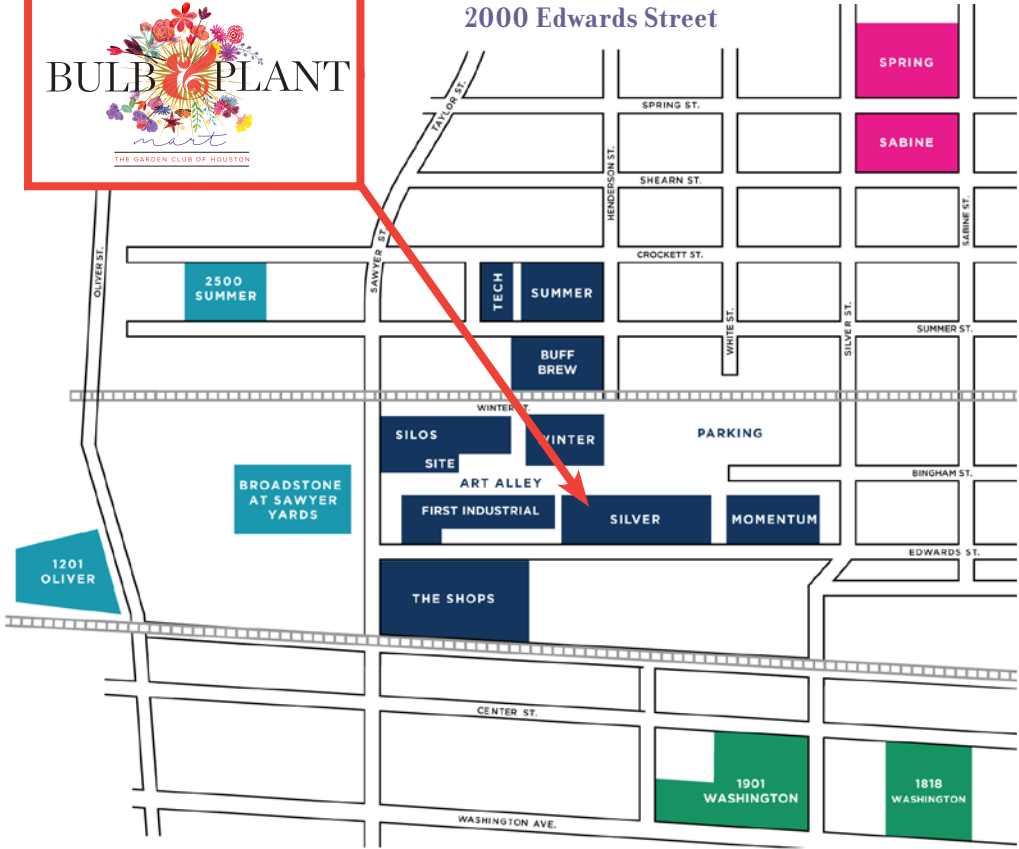 2000 Edwards Street
BULB & PLANT
mart
THE GARDEN CLUB OF HOUSTON
SPRING
SPRING ST.
TAYLOR ST.
SABINE
HENDERSON ST.
SHEARN ST.
SABINE ST.
OLIVER ST.
SAWYER ST.
CROCKETT ST.
2500
SUMMER
TECH
SUMMER
WHITE ST.
SILVER ST.
SUMMER ST.
BUFF
BREW
WINTER ST.
SILOS
WINTER
PARKING
SITE
BINGHAM ST.
ART ALLEY
BROADSTONE
AT SAWYER
YARDS
FIRST INDUSTRIAL
SILVER
MOMENTUM
EDWARDS ST.
1201
OLIVER
THE SHOPS
CENTER ST.
1901
WASHINGTON
1818
WASHINGTON
WASHINGTON AVE.